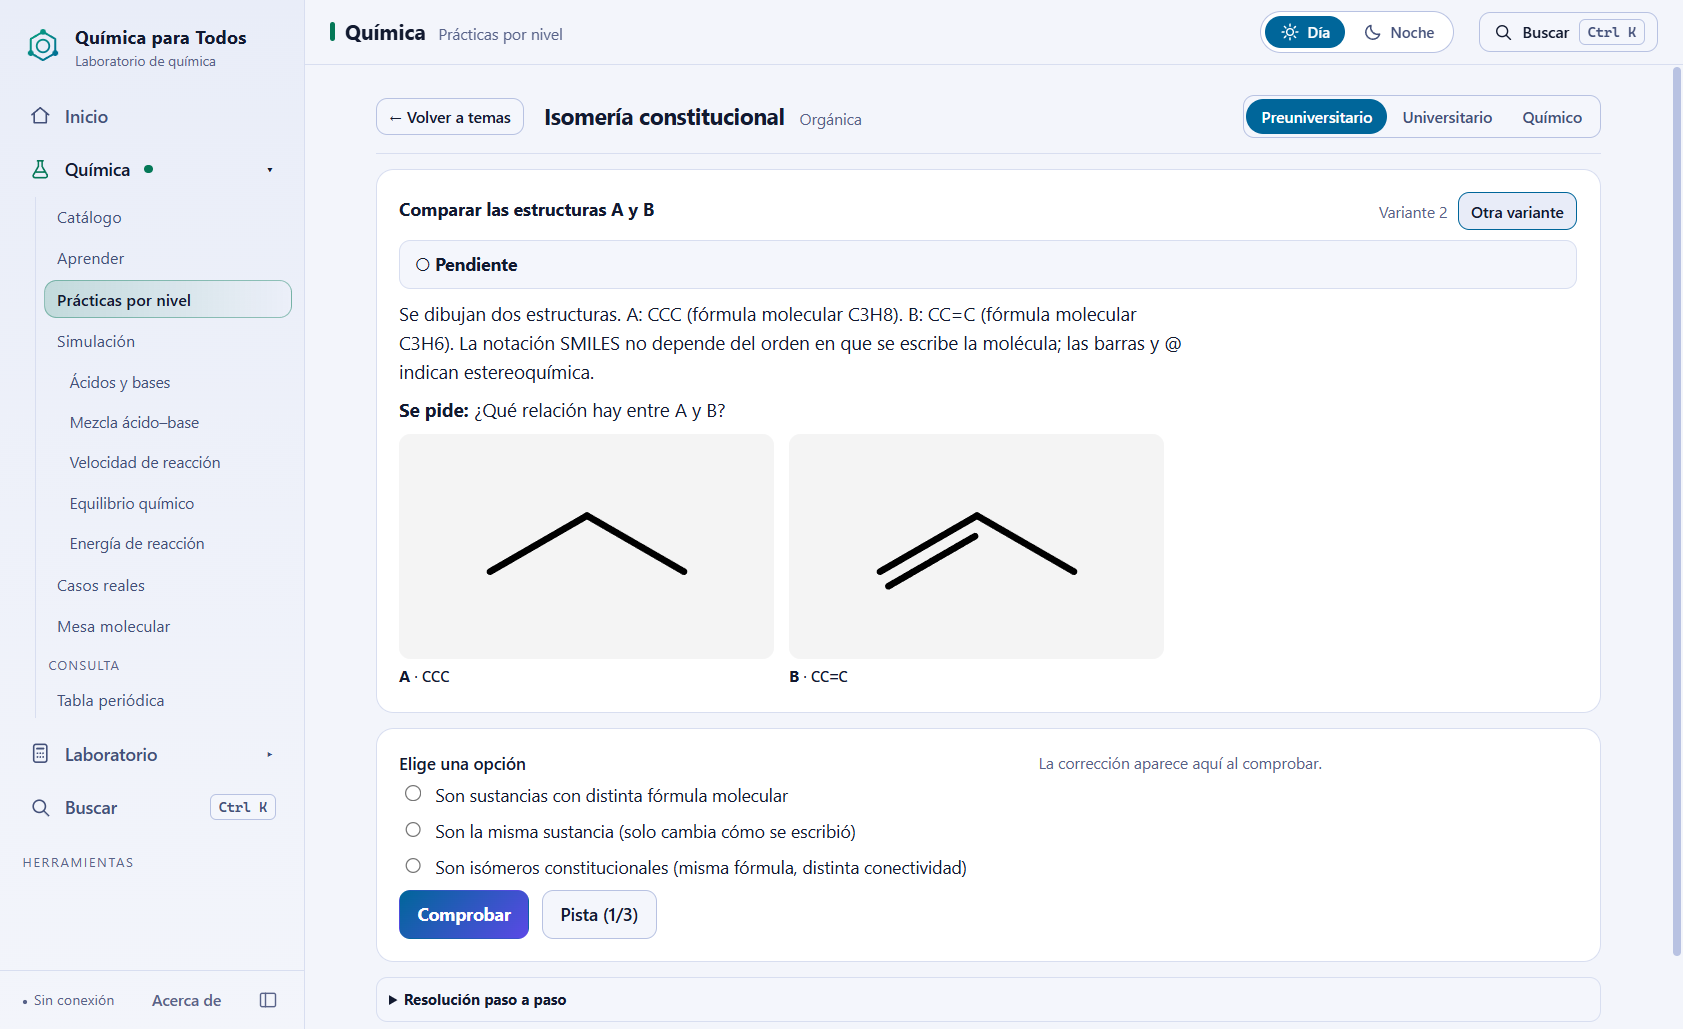 Química para Todos
Laboratorio de química
Inicio
Química
Catálogo
Aprender
Prácticas por nivel
Simulación
Ácidos y bases
Mezcla ácido–base
Velocidad de reacción
Equilibrio químico
Energía de reacción
Casos reales
Mesa molecular
CONSULTA
Tabla periódica
Laboratorio
Buscar Ctrl K
HERRAMIENTAS
Sin conexión Acerca de
Química Prácticas por nivel
Día Noche
Buscar Ctrl K
← Volver a temas Isomería constitucional Orgánica
Preuniversitario Universitario Químico
Comparar las estructuras A y B
Variante 2 Otra variante
Pendiente
Se dibujan dos estructuras. A: CCC (fórmula molecular C3H8). B: CC=C (fórmula molecular
C3H6). La notación SMILES no depende del orden en que se escribe la molécula; las barras y @
indican estereoquímica.
Se pide: ¿Qué relación hay entre A y B?
A · CCC
B · CC=C
Elige una opción
Son sustancias con distinta fórmula molecular
Son la misma sustancia (solo cambia cómo se escribió)
Son isómeros constitucionales (misma fórmula, distinta conectividad)
Comprobar Pista (1/3)
La corrección aparece aquí al comprobar.
Resolución paso a paso